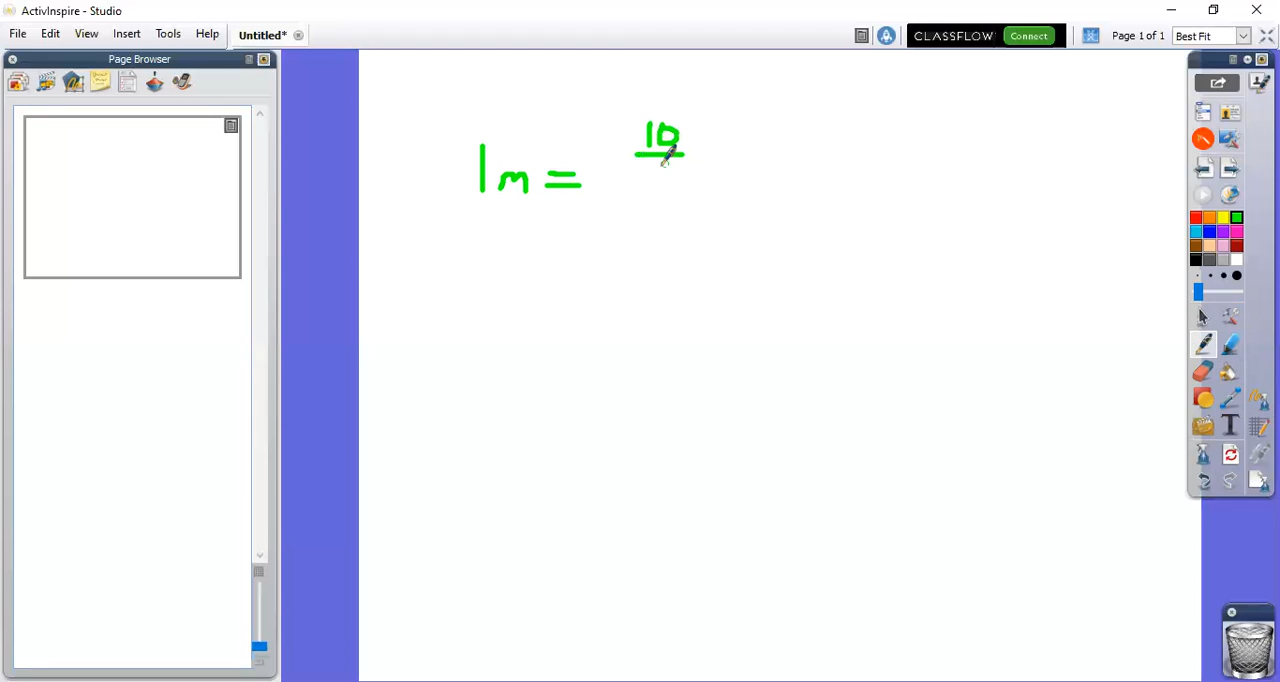 ActivInspire - Studio
File Edit View Insert Tools Help Untitled*
CLASSFLOW Connect Page 1 of 1 Best Fit
Page Browser
10
1m =
T